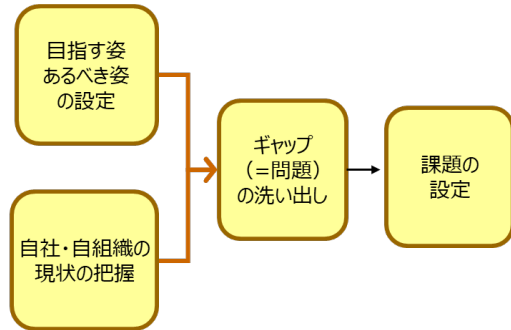 目指す姿
あるべき姿
の設定
自社・自組織の
現状の把握
ギャップ
（=問題）
の洗い出し
課題の
設定